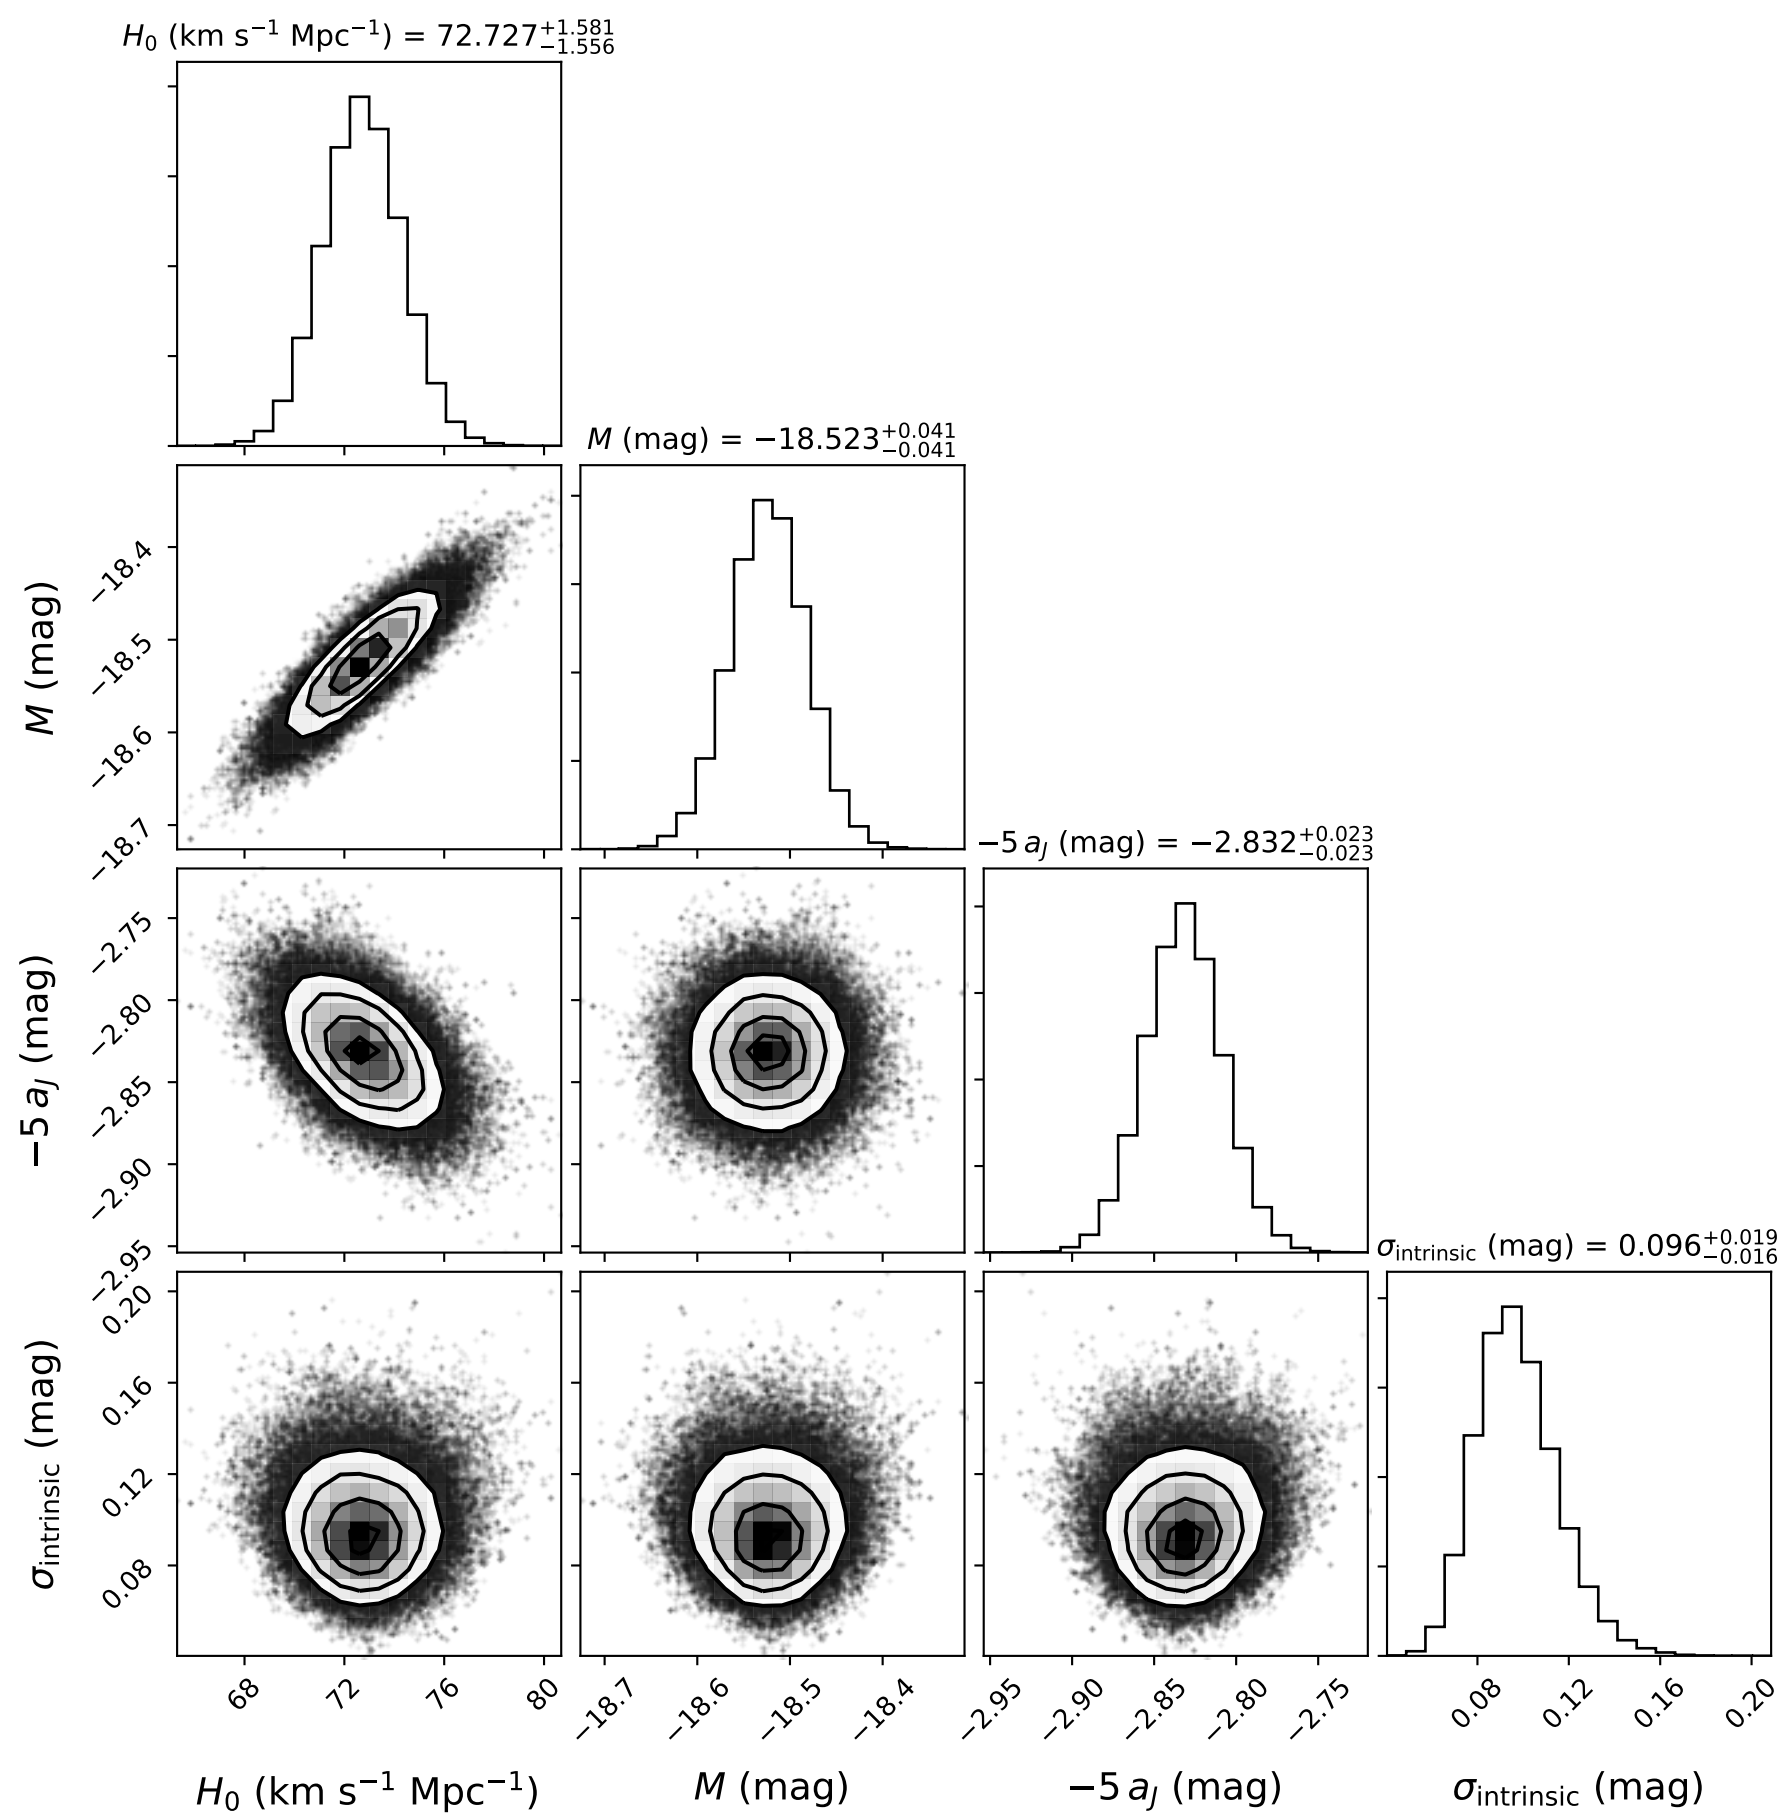 H₀ (km s⁻¹ Mpc⁻¹) = 72.727 +1.581 −1.556
M (mag) = −18.523 +0.041 −0.041
M (mag)
−18.4
−18.5
−18.6
−18.7
−5 a_J (mag) = −2.832 +0.023 −0.023
−5 a_J (mag)
−2.75
−2.80
−2.85
−2.90
−2.95
σ_intrinsic (mag) = 0.096 +0.019 −0.016
σ_intrinsic (mag)
0.20
0.16
0.12
0.08
68 72 76 80
−18.7 −18.6 −18.5 −18.4
−2.95 −2.90 −2.85 −2.80 −2.75
0.08 0.12 0.16 0.20
H₀ (km s⁻¹ Mpc⁻¹)
M (mag)
−5 a_J (mag)
σ_intrinsic (mag)